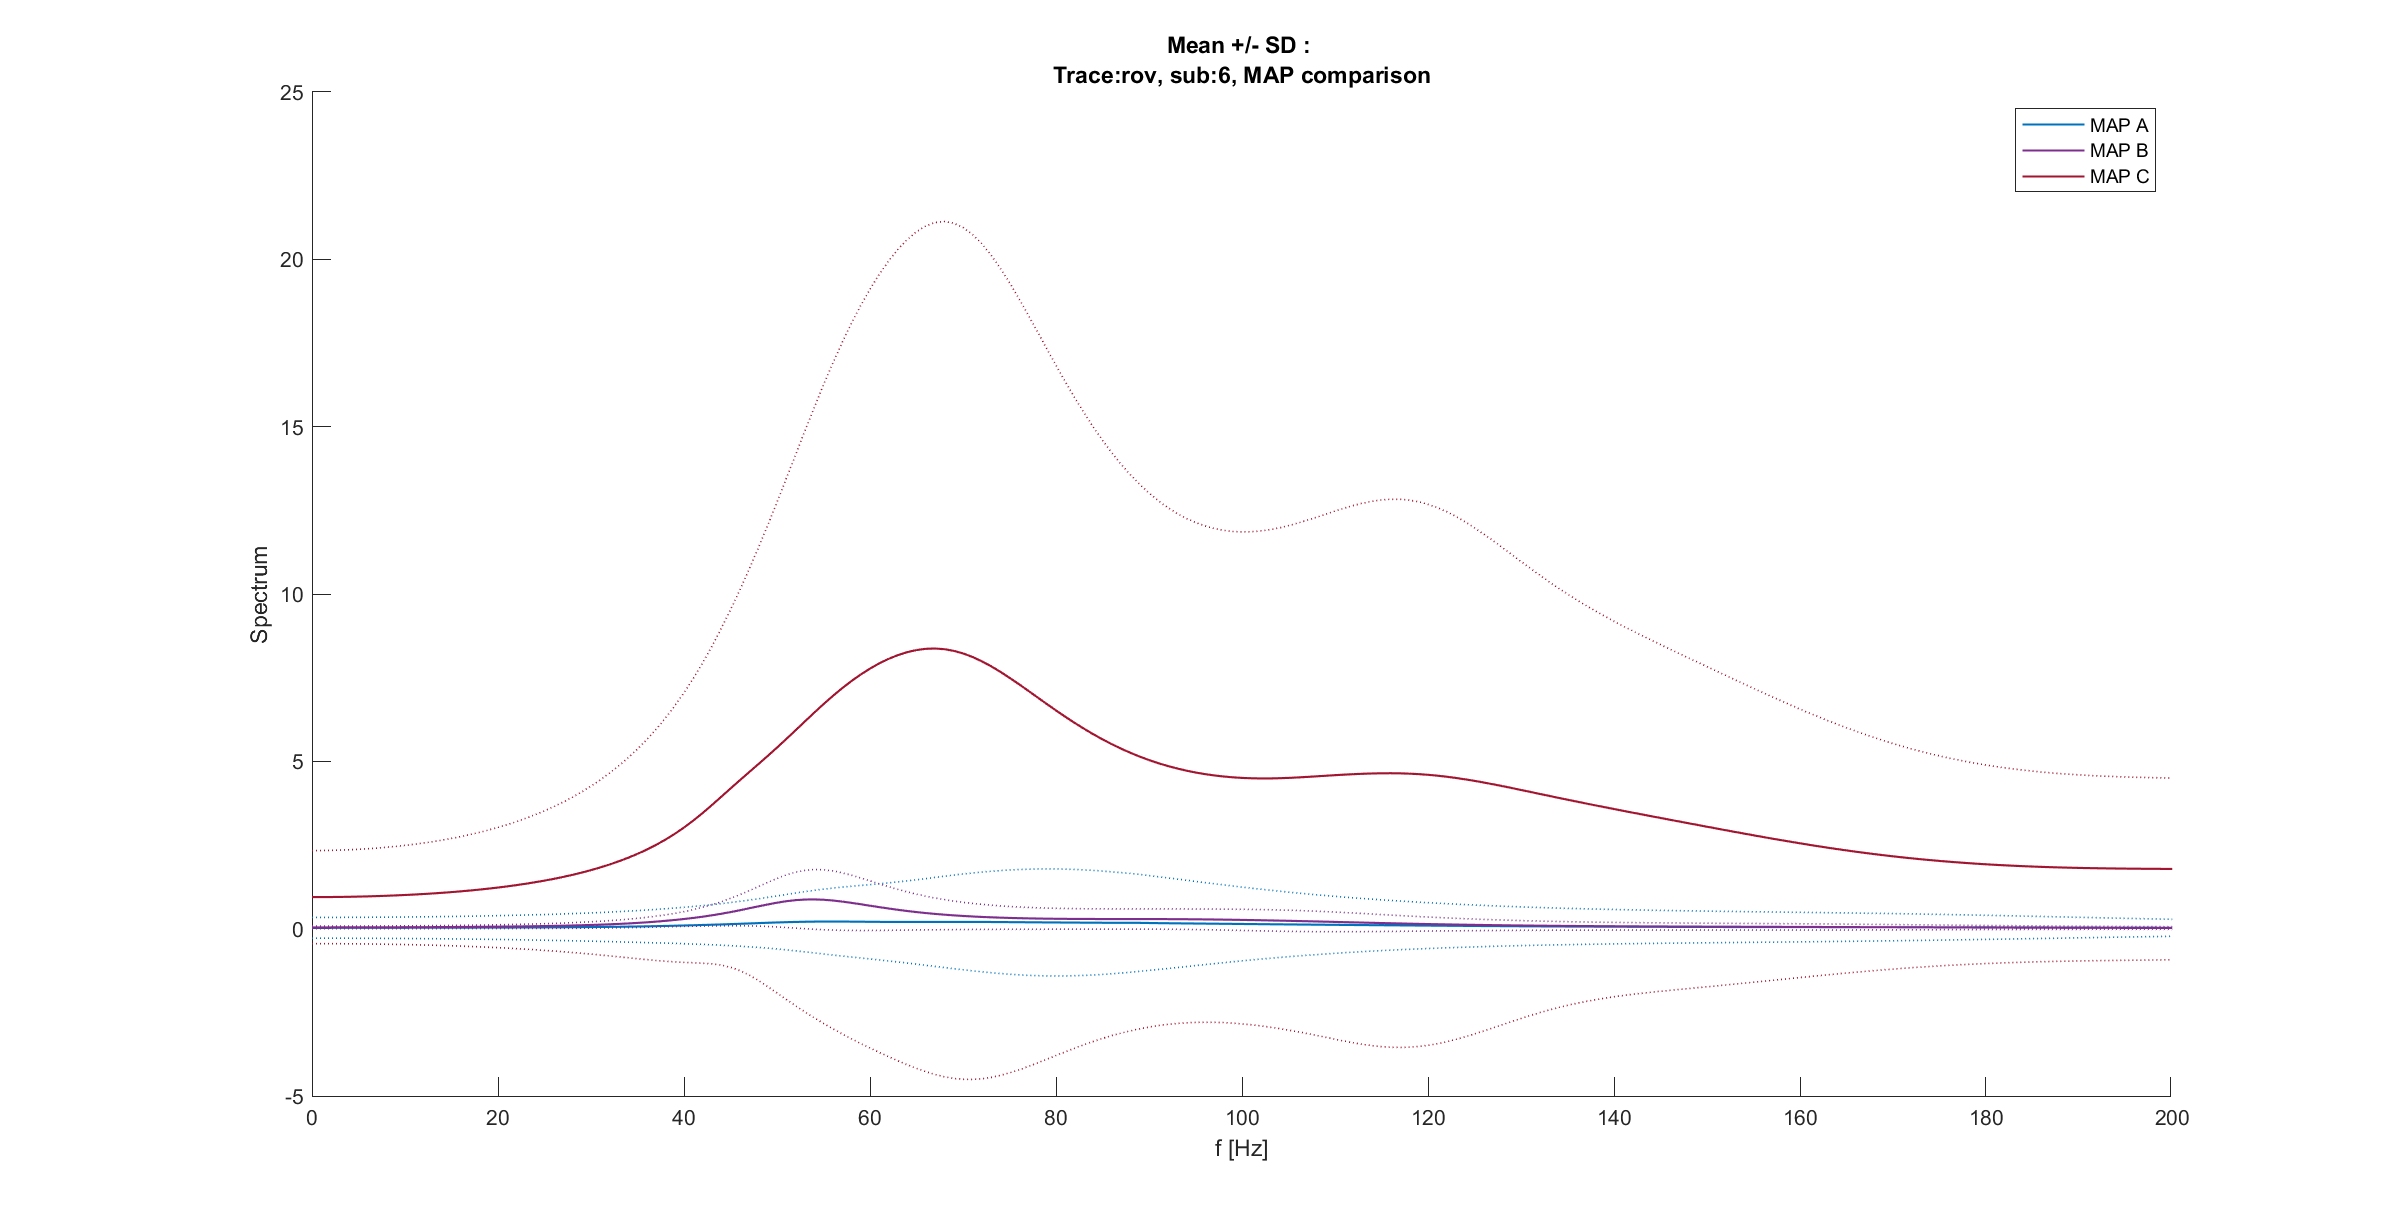 Mean +/- SD :
Trace:rov, sub:6, MAP comparison
MAP A
MAP B
MAP C
Spectrum
25
20
15
10
5
0
-5
0 20 40 60 80 100 120 140 160 180 200
f [Hz]